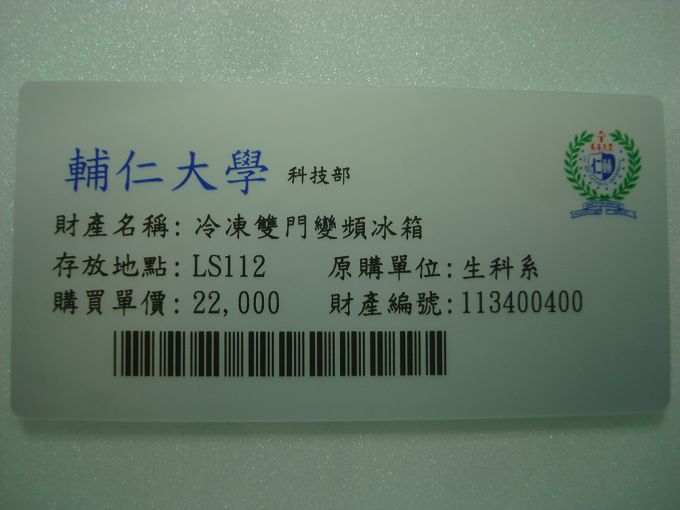 輔仁大學 科技部
財產名稱: 冷凍雙門變頻冰箱
存放地點: LS112 原購單位: 生科系
購買單價: 22,000 財產編號: 113400400